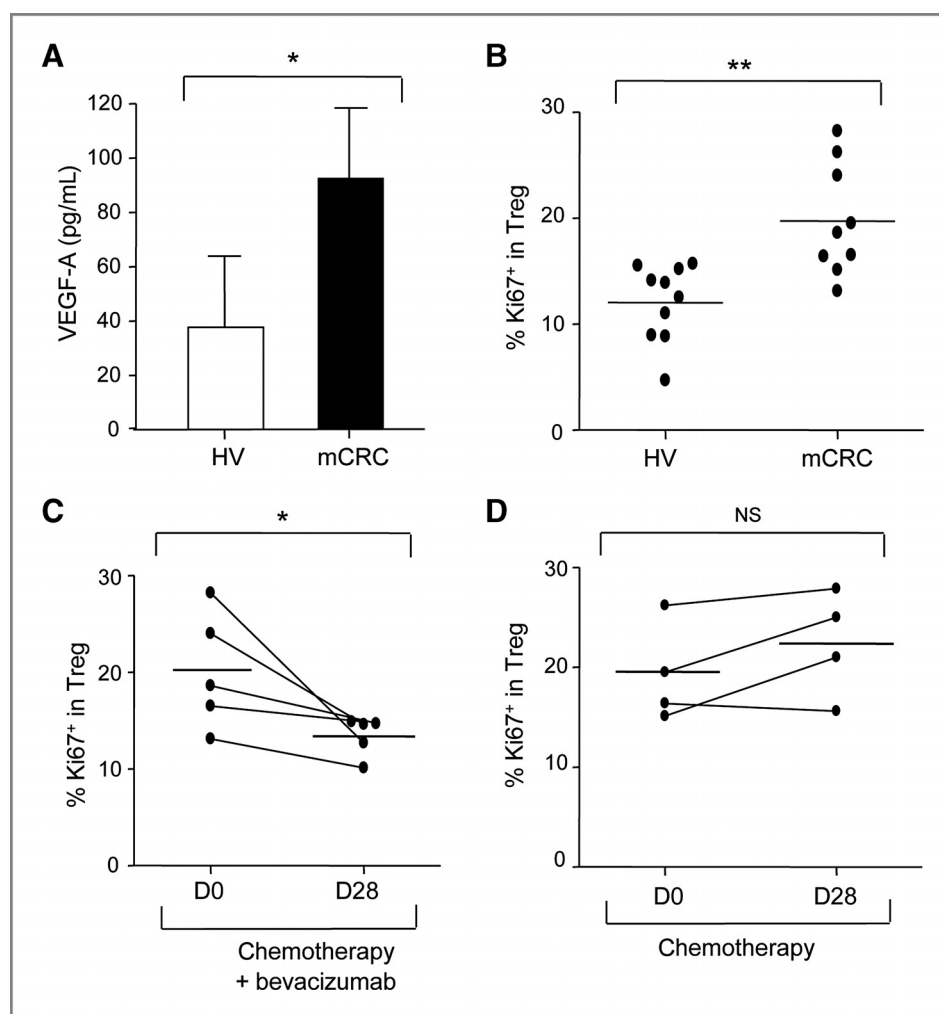 A
*
120
100
80
60
40
20
0
VEGF-A (pg/mL)
HV
mCRC
B
**
30
20
10
0
% Ki67⁺ in Treg
HV
mCRC
C
*
30
20
10
0
% Ki67⁺ in Treg
D0
D28
Chemotherapy
+ bevacizumab
D
NS
30
20
10
0
% Ki67⁺ in Treg
D0
D28
Chemotherapy